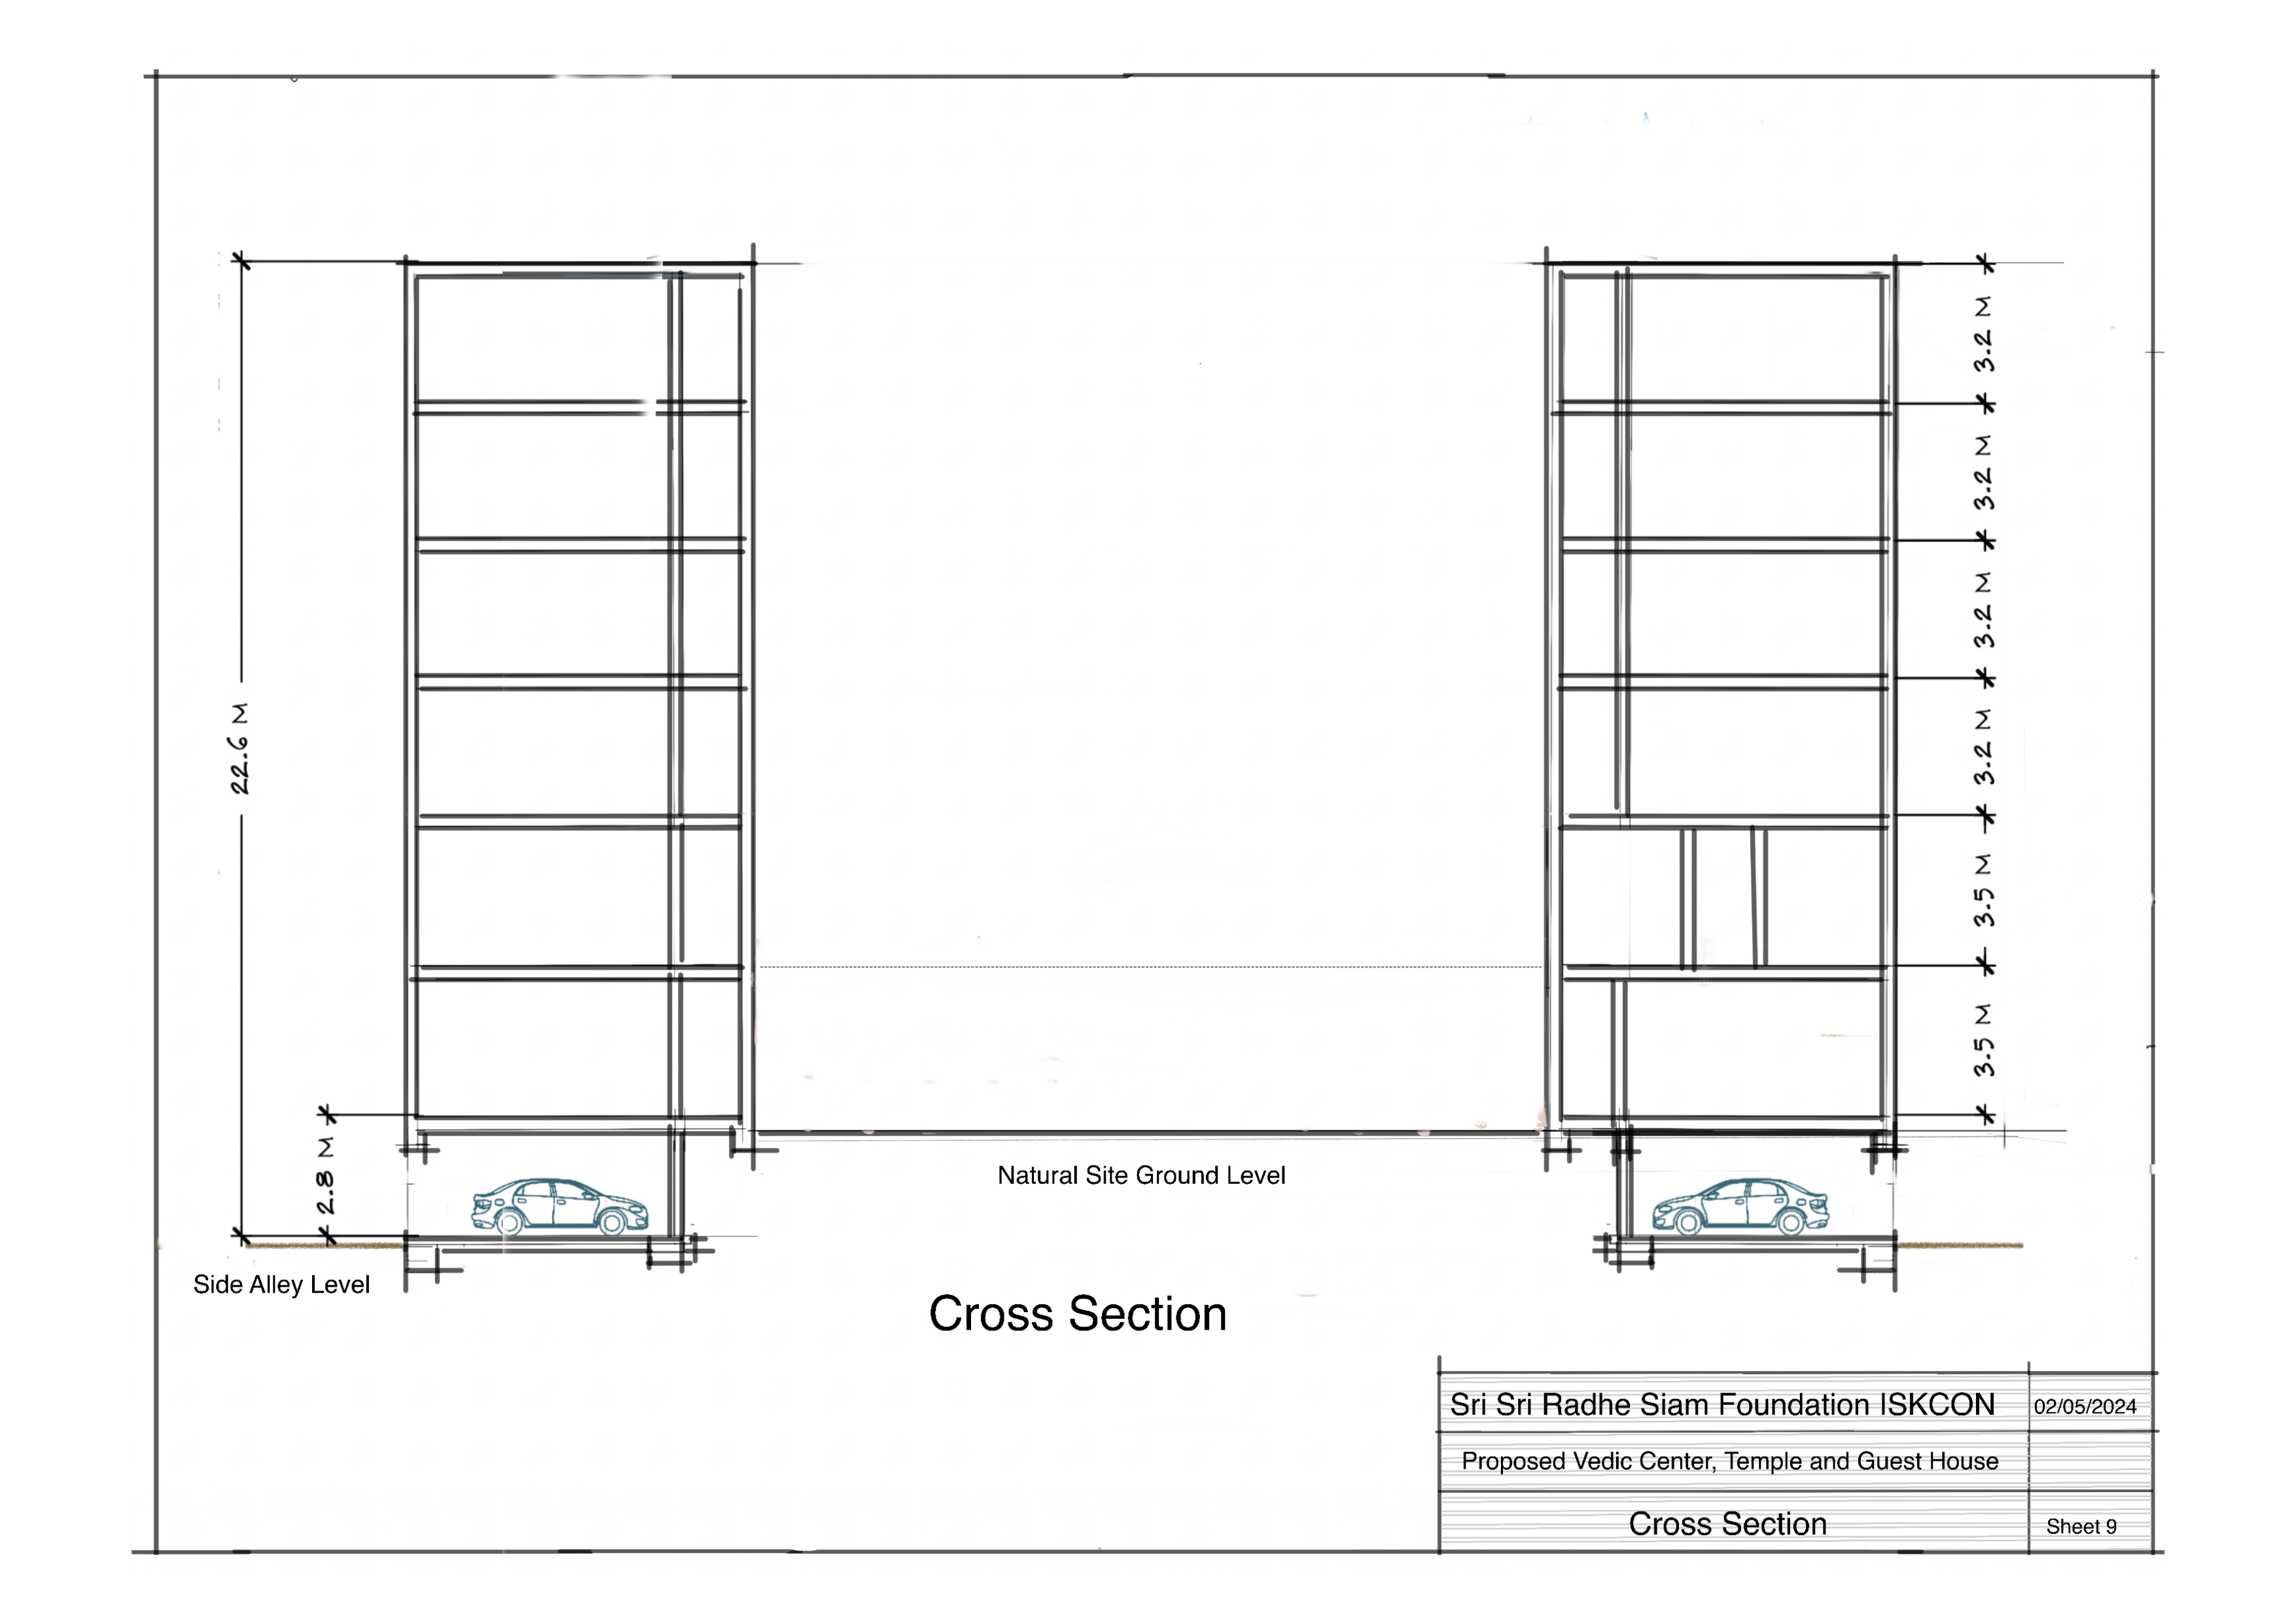 3.2 M
3.2 M
3.2 M
3.2 M
3.5 M
3.5 M
22.6 M
2.8 M
Natural Site Ground Level
Side Alley Level
Cross Section
Sri Sri Radhe Siam Foundation ISKCON 02/05/2024
Proposed Vedic Center, Temple and Guest House
Cross Section Sheet 9